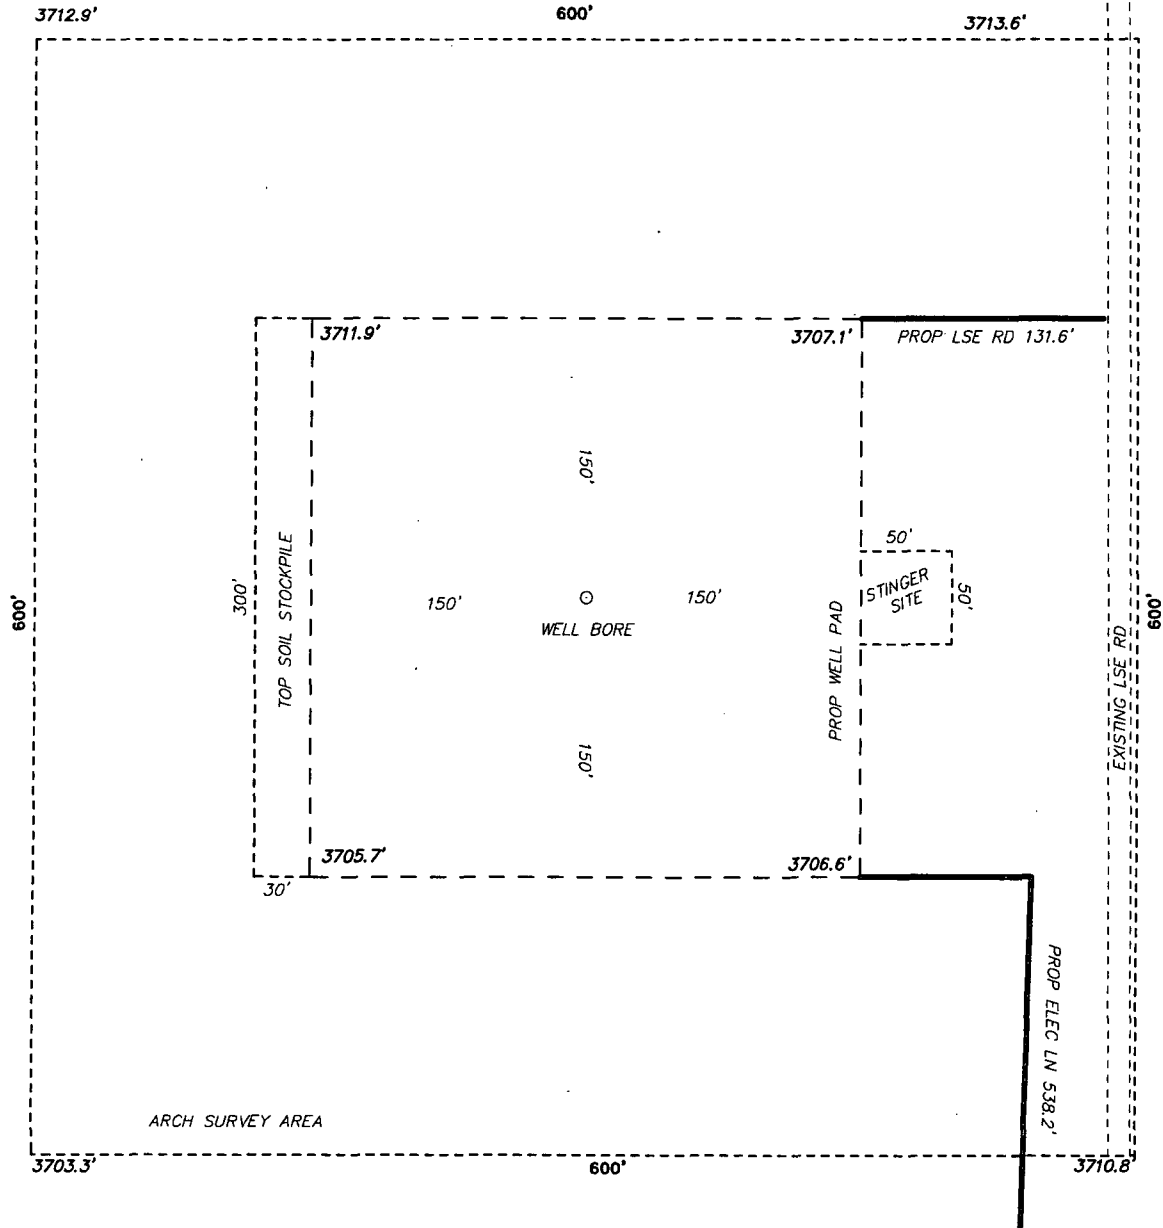 3712.9'
600'
3713.6'
3711.9'
3707.1'
PROP LSE RD 131.6'
150'
50'
STINGER
SITE
50'
300'
TOP SOIL STOCKPILE
150'
150'
WELL BORE
PROP WELL PAD
600'
600'
EXISTING LSE RD
150'
3705.7'
3706.6'
30'
PROP ELEC LN 538.2'
ARCH SURVEY AREA
3703.3'
600'
3710.8'